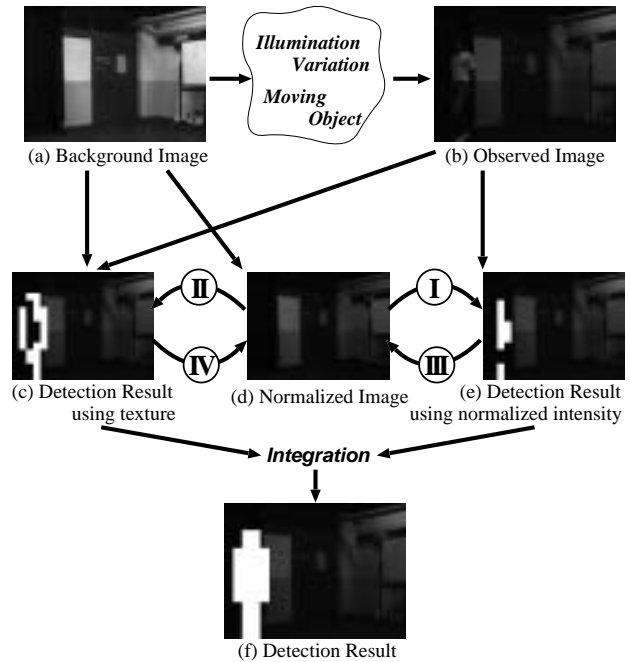 Illumination
Variation
Moving
Object
(a) Background Image
(b) Observed Image
II
I
IV
III
(c) Detection Result
using texture
(d) Normalized Image
(e) Detection Result
using normalized intensity
Integration
(f) Detection Result